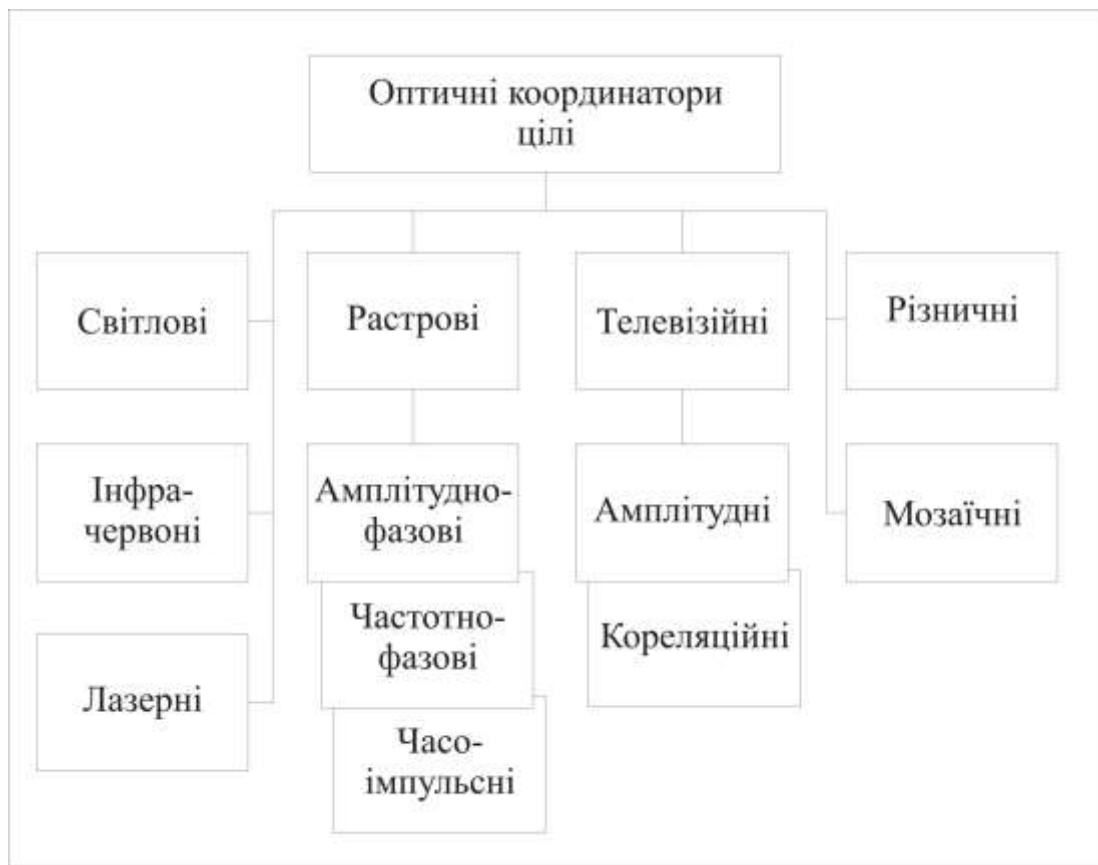 Оптичні координатори
цілі
Світлові
Растрові
Телевізійні
Різничні
Інфра-
червоні
Амплітудно-
фазові
Амплітудні
Мозаїчні
Лазерні
Частотно-
фазові
Кореляційні
Часо-
імпульсні